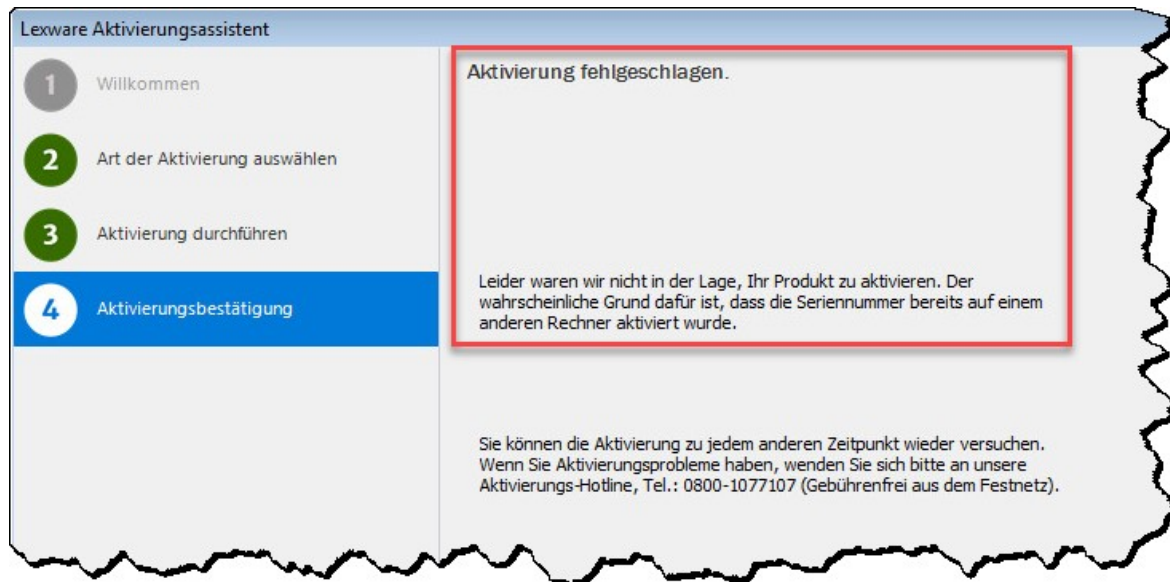 Lexware Aktivierungsassistent
1 Willkommen
2 Art der Aktivierung auswählen
3 Aktivierung durchführen
4 Aktivierungsbestätigung
Aktivierung fehlgeschlagen.
Leider waren wir nicht in der Lage, Ihr Produkt zu aktivieren. Der
wahrscheinliche Grund dafür ist, dass die Seriennummer bereits auf einem
anderen Rechner aktiviert wurde.
Sie können die Aktivierung zu jedem anderen Zeitpunkt wieder versuchen.
Wenn Sie Aktivierungsprobleme haben, wenden Sie sich bitte an unsere
Aktivierungs-Hotline, Tel.: 0800-1077107 (Gebührenfrei aus dem Festnetz).